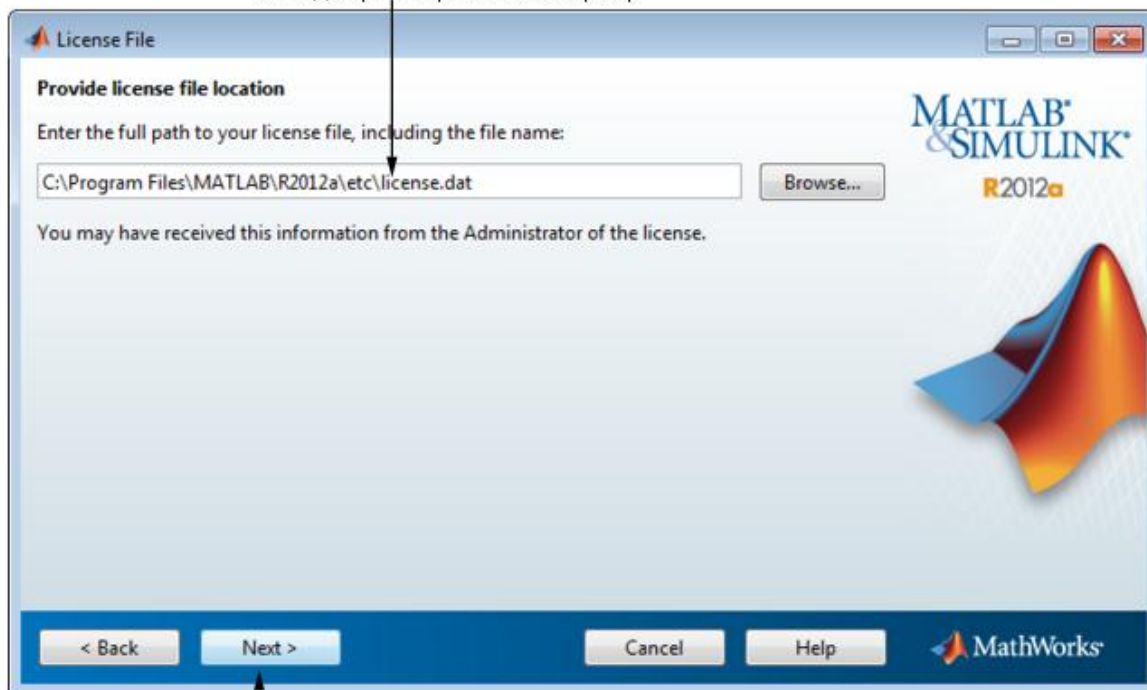 License File
Provide license file location
Enter the full path to your license file, including the file name:
C:\Program Files\MATLAB\R2012a\etc\license.dat
Browse...
You may have received this information from the Administrator of the license.
MATLAB®
&SIMULINK®
R2012a
< Back
Next >
Cancel
Help
MathWorks®